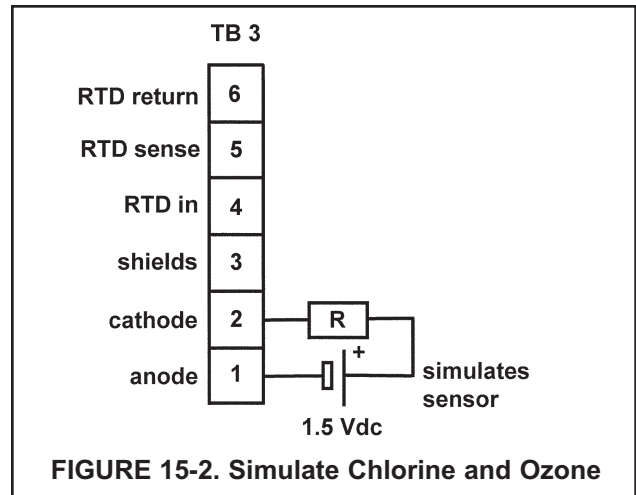 TB 3
RTD return 6
RTD sense 5
RTD in 4
shields 3
cathode 2 R
+
anode 1 simulates
sensor
1.5 Vdc
FIGURE 15-2. Simulate Chlorine and Ozone